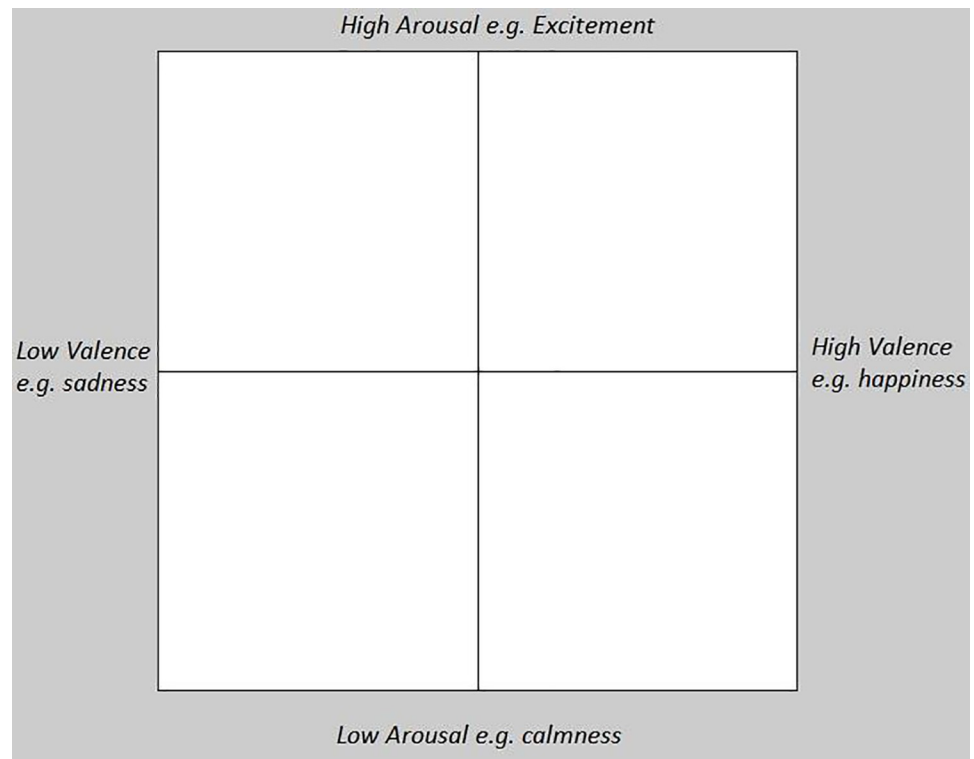 High Arousal e.g. Excitement
Low Valence
e.g. sadness
High Valence
e.g. happiness
Low Arousal e.g. calmness